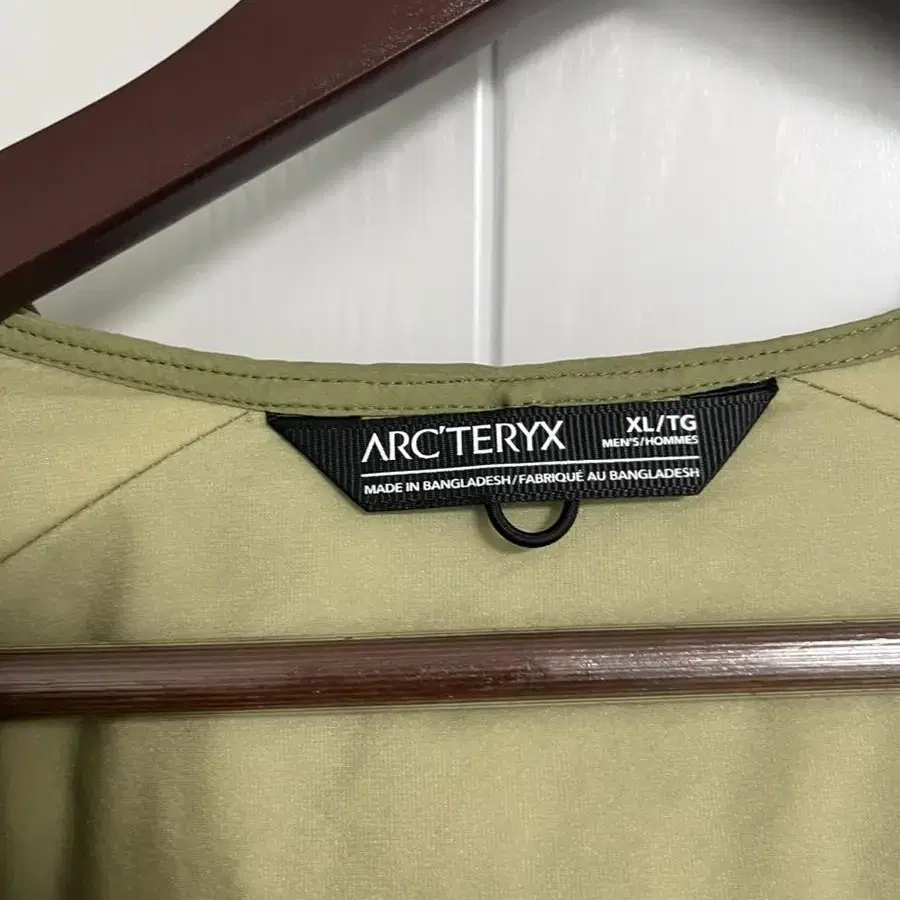 ARC'TERYX
XL/TG
MEN'S/HOMMES
MADE IN BANGLADESH/FABRIQUÉ AU BANGLADESH